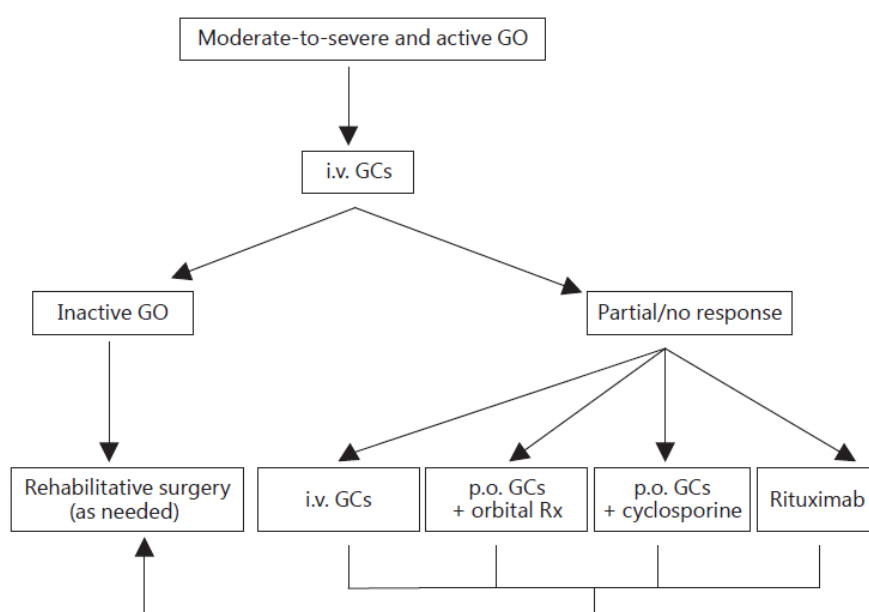 Moderate-to-severe and active GO
i.v. GCs
Inactive GO
Partial/no response
Rehabilitative surgery
(as needed)
i.v. GCs
p.o. GCs
+ orbital Rx
p.o. GCs
+ cyclosporine
Rituximab